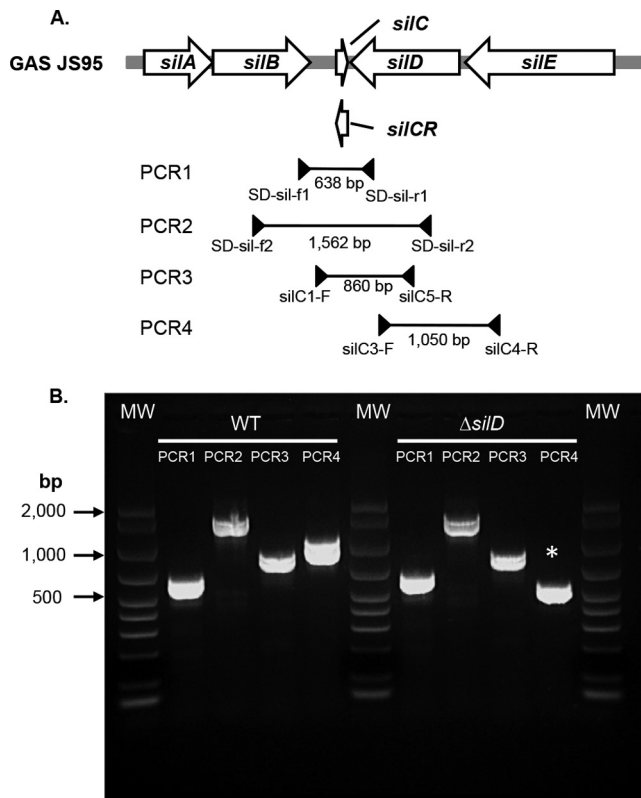 A.
silC
GAS JS95
silA
silB
silD
silE
silCR
PCR1
638 bp
SD-sil-f1
SD-sil-r1
PCR2
SD-sil-f2
1,562 bp
SD-sil-r2
PCR3
silC1-F
860 bp
silC5-R
PCR4
silC3-F
1,050 bp
silC4-R
B.
MW
WT
MW
ΔsilD
MW
PCR1 PCR2 PCR3 PCR4
PCR1 PCR2 PCR3 PCR4
bp
2,000
1,000
*
500